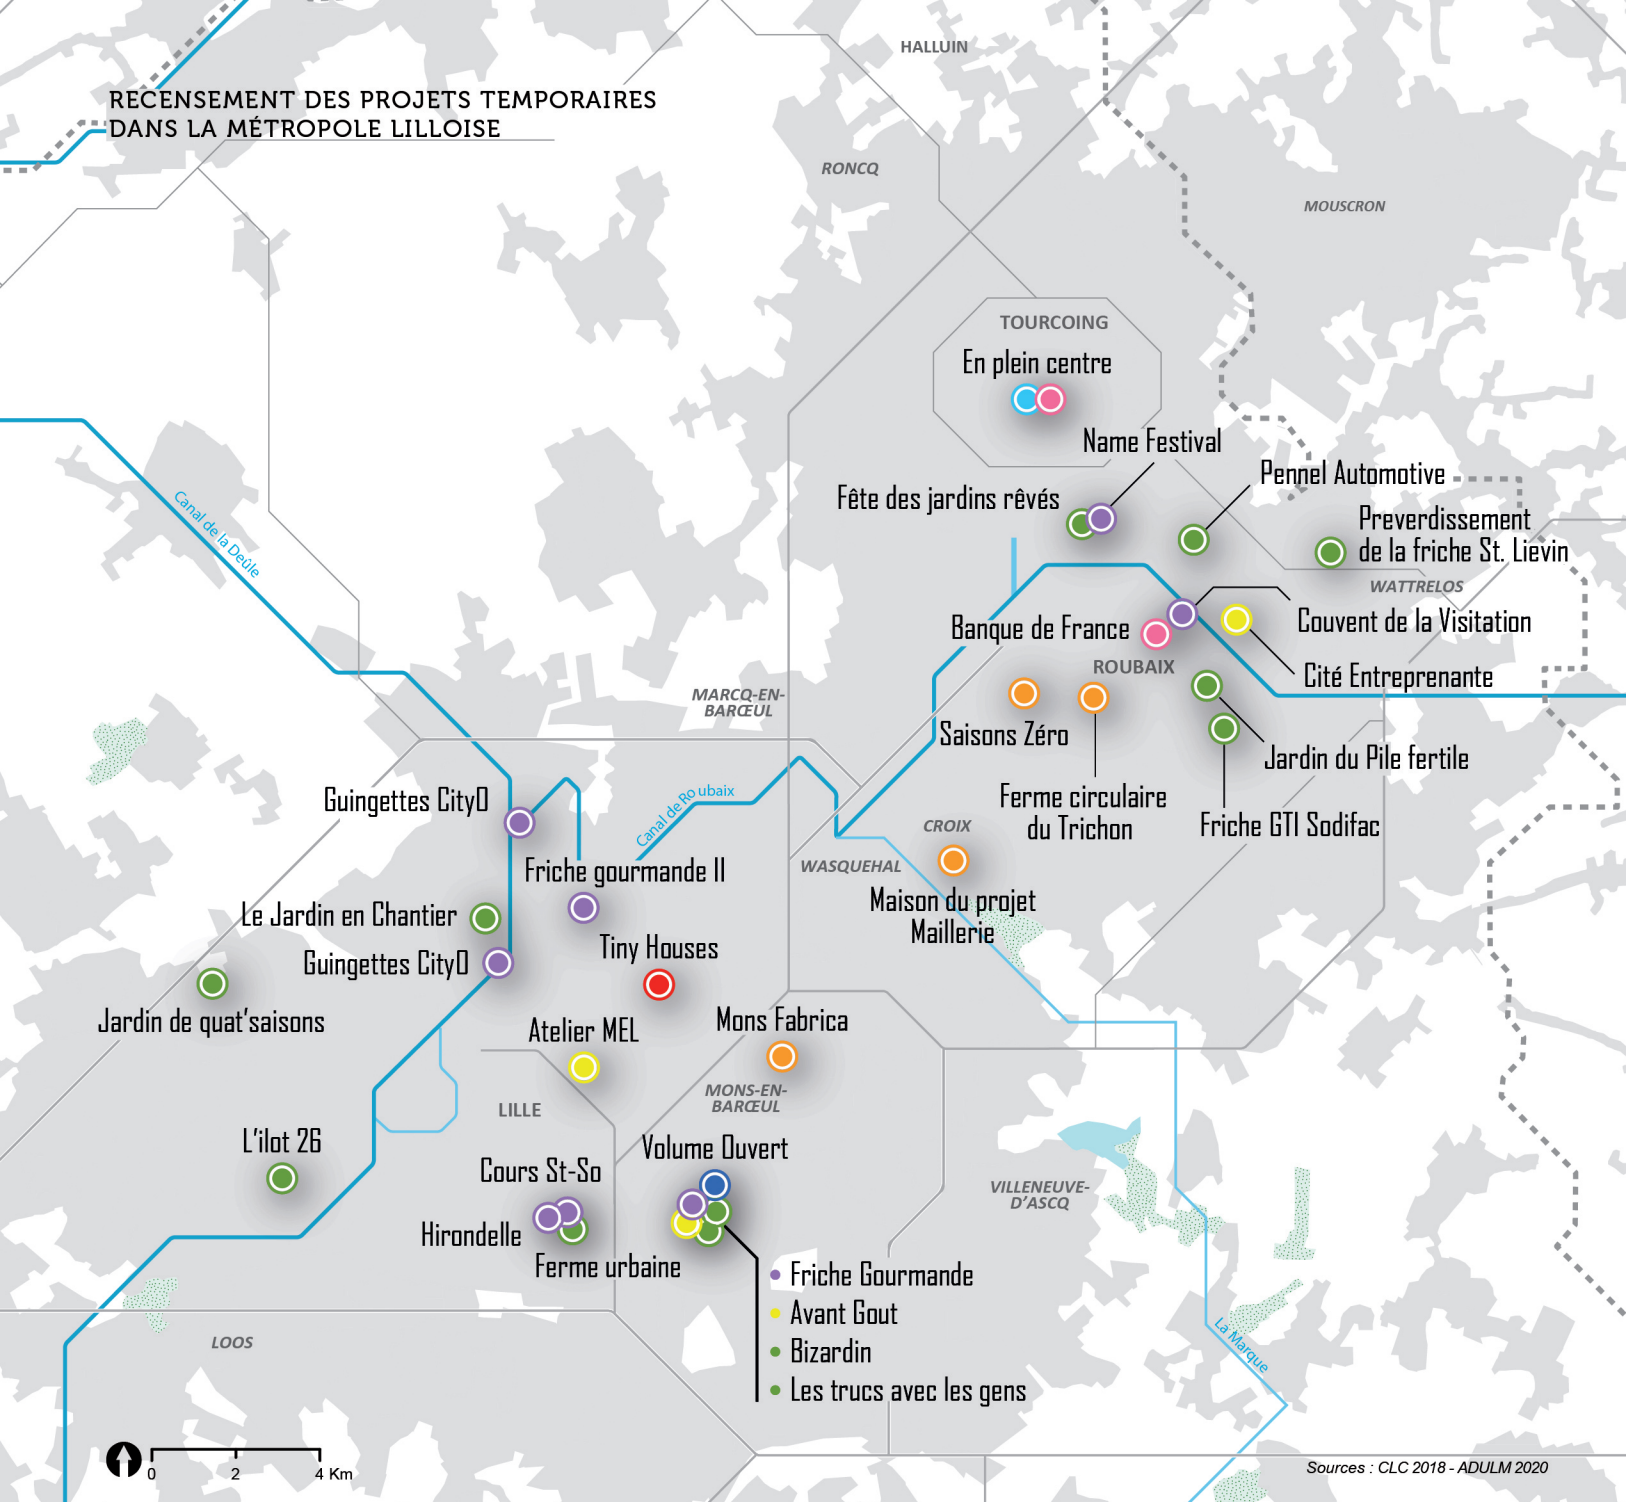 HALLUIN
RECENSEMENT DES PROJETS TEMPORAIRES
DANS LA MÉTROPOLE LILLOISE
RONCQ
MOUSCRON
TOURCOING
En plein centre
Name Festival
Pennel Automotive
Fête des jardins rêvés
Preverdissement
de la friche St. Lievin
Canal de la Deûle
WATTRELOS
Couvent de la Visitation
Banque de France
ROUBAIX
Cité Entreprenante
MARCQ-EN-
BARŒUL
Saisons Zéro
Jardin du Pile fertile
Guingettes CityO
Canal de Ro ubaix
Ferme circulaire
du Trichon
CROIX
Friche GTI Sodifac
Friche gourmande II
WASQUEHAL
Maison du projet
Maillerie
Le Jardin en Chantier
Tiny Houses
Guingettes CityO
Jardin de quat'saisons
Mons Fabrica
Atelier MEL
MONS-EN-
BARŒUL
LILLE
L'ilot 26
Volume Ouvert
Cours St-So
VILLENEUVE-
D'ASCQ
Hirondelle
Ferme urbaine
Friche Gourmande
Avant Gout
Bizardin
Les trucs avec les gens
La Marque
LOOS
0 2 4 Km
Sources : CLC 2018 - ADULM 2020